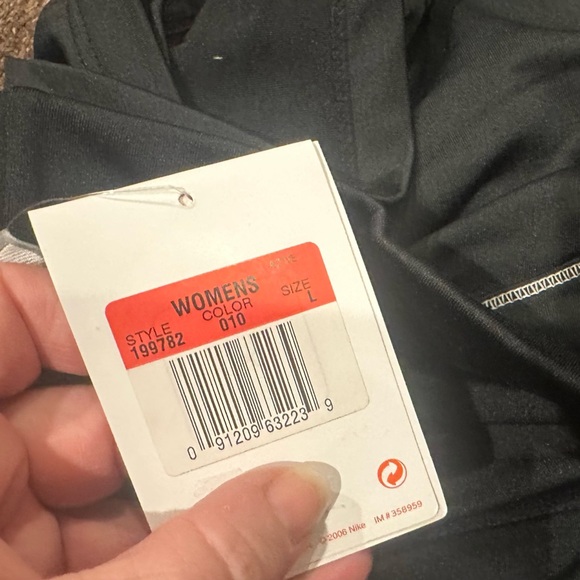 WOMENS
STYLE COLOR SIZE
199782 010 L
0 91209 63223 9
©2006 Nike IM # 358959